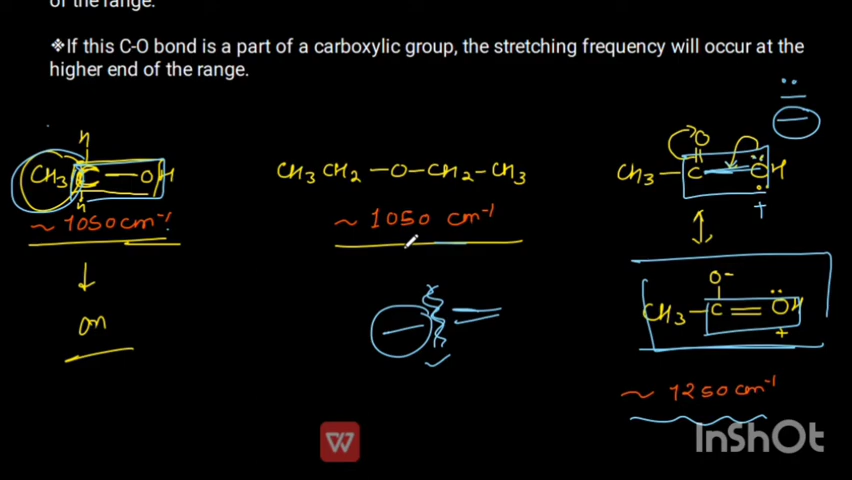 of the range.
❖If this C-O bond is a part of a carboxylic group, the stretching frequency will occur at the
higher end of the range.
H
CH3 C — OH
H
~ 1050 cm⁻¹
CH3 CH2 — O — CH2 — CH3
~ 1050 cm⁻¹
O
CH3 — C — OH
+
O⁻
CH3 — C = OH
+
~ 1250 cm⁻¹
InShOt